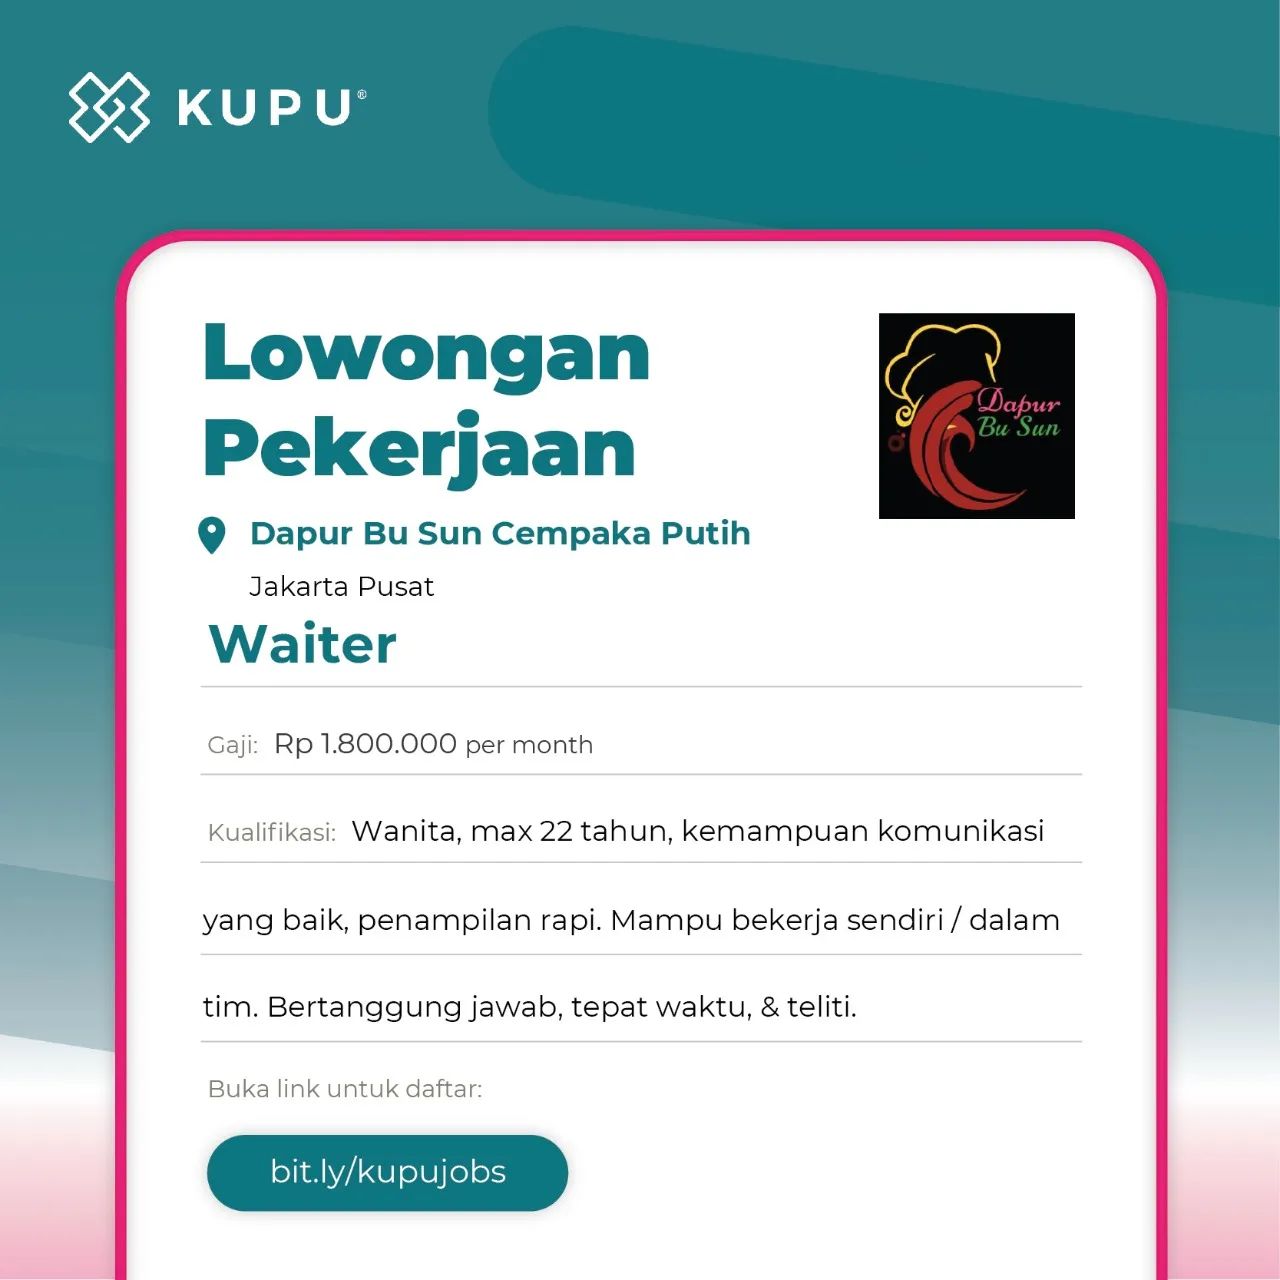 KUPU®
Lowongan
Pekerjaan
Dapur
Bu Sun
Dapur Bu Sun Cempaka Putih
Jakarta Pusat
Waiter
Gaji: Rp 1.800.000 per month
Kualifikasi: Wanita, max 22 tahun, kemampuan komunikasi
yang baik, penampilan rapi. Mampu bekerja sendiri / dalam
tim. Bertanggung jawab, tepat waktu, & teliti.
Buka link untuk daftar:
bit.ly/kupujobs